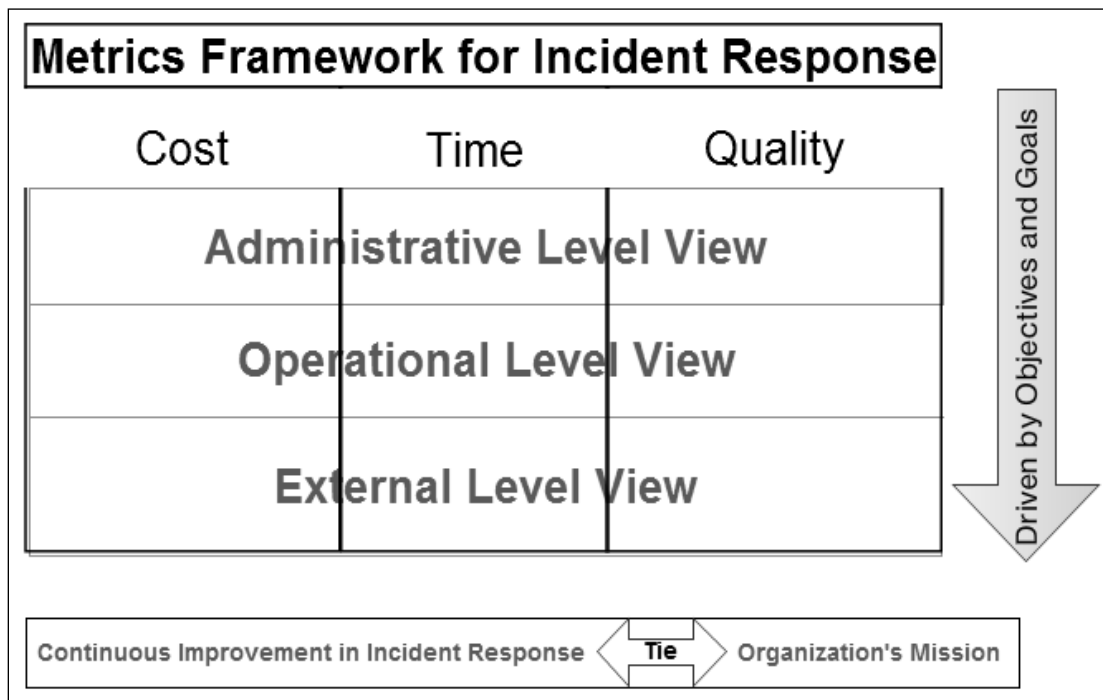 Metrics Framework for Incident Response
Cost Time Quality
Administrative Level View
Operational Level View
External Level View
Driven by Objectives and Goals
Continuous Improvement in Incident Response Tie Organization's Mission